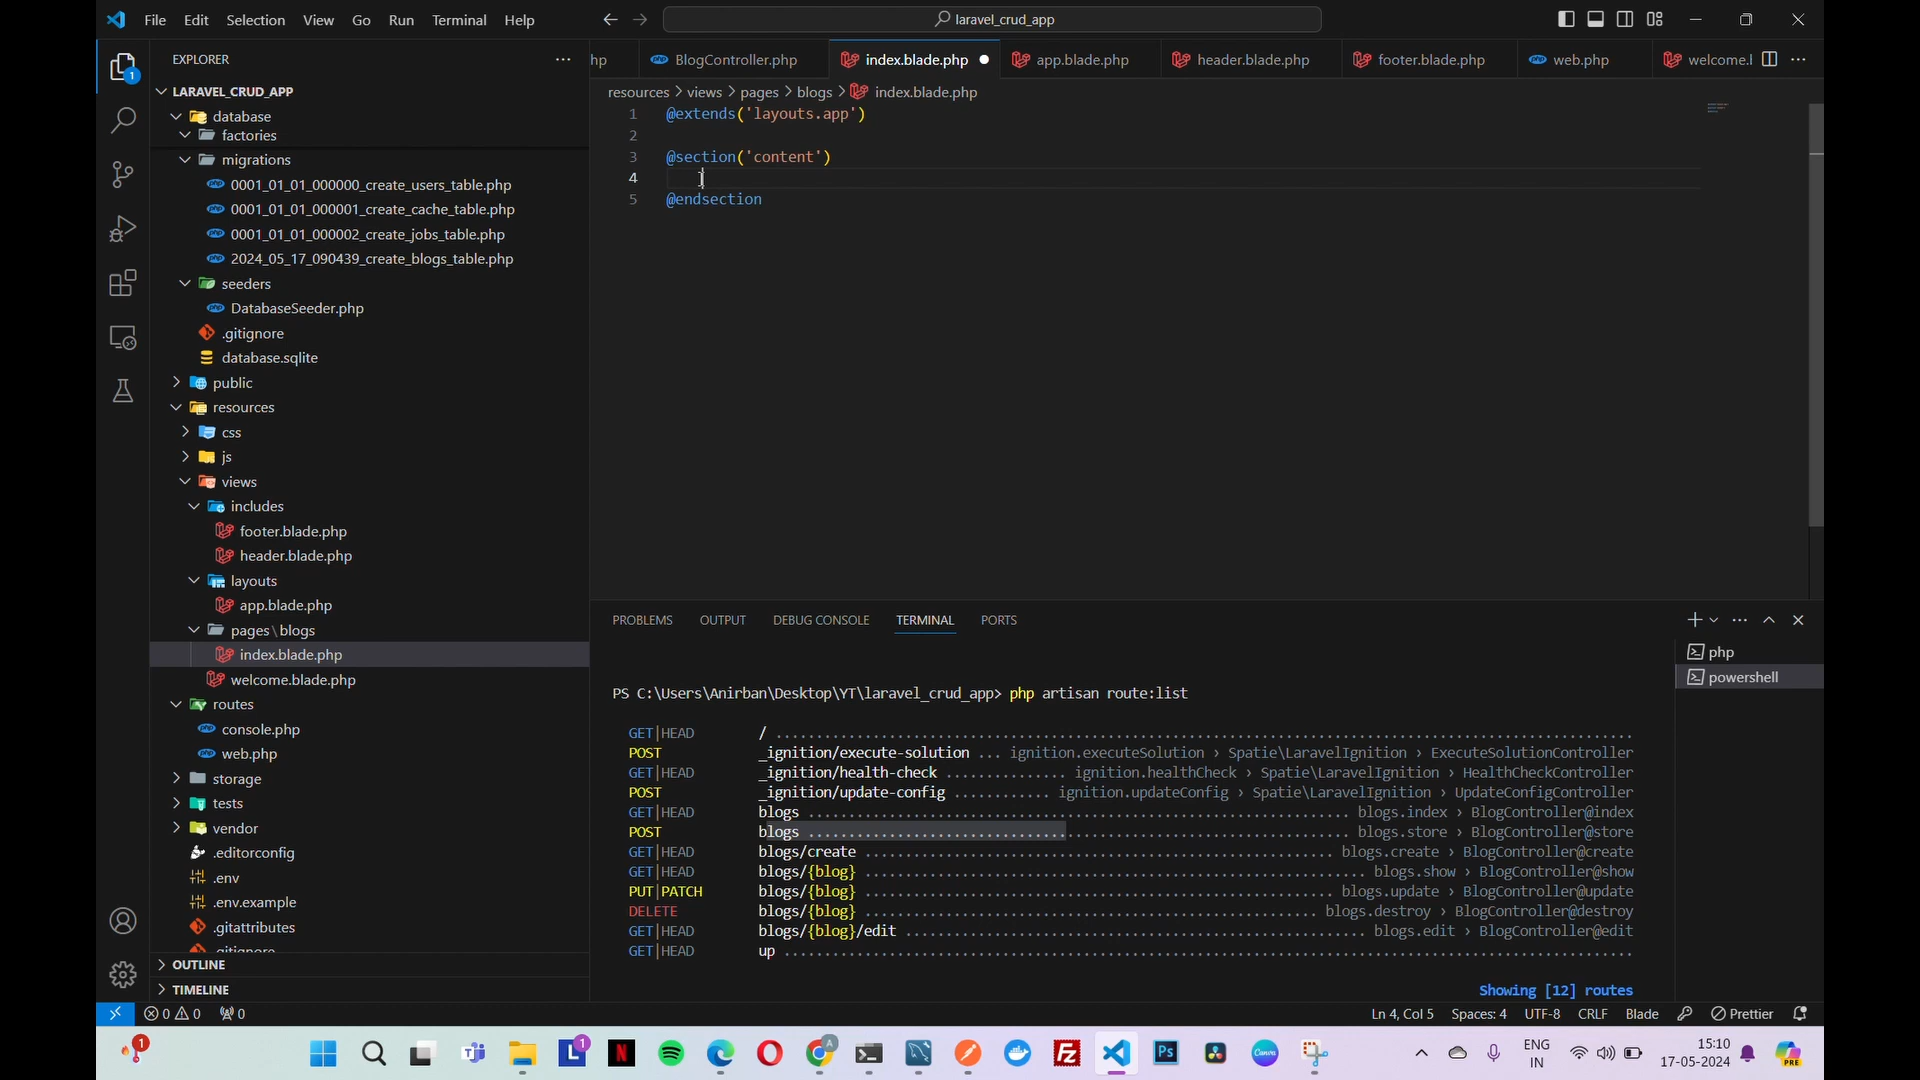 File Edit Selection View Go Run Terminal Help
laravel_crud_app
EXPLORER
LARAVEL_CRUD_APP
database
factories
migrations
0001_01_01_000000_create_users_table.php
0001_01_01_000001_create_cache_table.php
0001_01_01_000002_create_jobs_table.php
2024_05_17_090439_create_blogs_table.php
seeders
DatabaseSeeder.php
.gitignore
database.sqlite
public
resources
css
js
views
includes
footer.blade.php
header.blade.php
layouts
app.blade.php
pages\blogs
index.blade.php
welcome.blade.php
routes
console.php
web.php
storage
tests
vendor
.editorconfig
.env
.env.example
.gitattributes
.gitignore
OUTLINE
TIMELINE
hp BlogController.php index.blade.php app.blade.php header.blade.php footer.blade.php web.php welcome.l
resources > views > pages > blogs > index.blade.php
1 @extends('layouts.app')
2
3 @section('content')
4
5 @endsection
PROBLEMS OUTPUT DEBUG CONSOLE TERMINAL PORTS
php
powershell
PS C:\Users\Anirban\Desktop\YT\laravel_crud_app> php artisan route:list
GET|HEAD / ...........................................................................................................
POST _ignition/execute-solution ... ignition.executeSolution › Spatie\LaravelIgnition › ExecuteSolutionController
GET|HEAD _ignition/health-check ............... ignition.healthCheck › Spatie\LaravelIgnition › HealthCheckController
POST _ignition/update-config ............ ignition.updateConfig › Spatie\LaravelIgnition › UpdateConfigController
GET|HEAD blogs ................................................................... blogs.index › BlogController@index
POST blogs ................................................................... blogs.store › BlogController@store
GET|HEAD blogs/create .......................................................... blogs.create › BlogController@create
GET|HEAD blogs/{blog} .............................................................. blogs.show › BlogController@show
PUT|PATCH blogs/{blog} .......................................................... blogs.update › BlogController@update
DELETE blogs/{blog} ........................................................ blogs.destroy › BlogController@destroy
GET|HEAD blogs/{blog}/edit ......................................................... blogs.edit › BlogController@edit
GET|HEAD up ..........................................................................................................
Showing [12] routes
0 0 0 Ln 4, Col 5 Spaces: 4 UTF-8 CRLF Blade Prettier
1
1
ENG
IN
15:10
17-05-2024